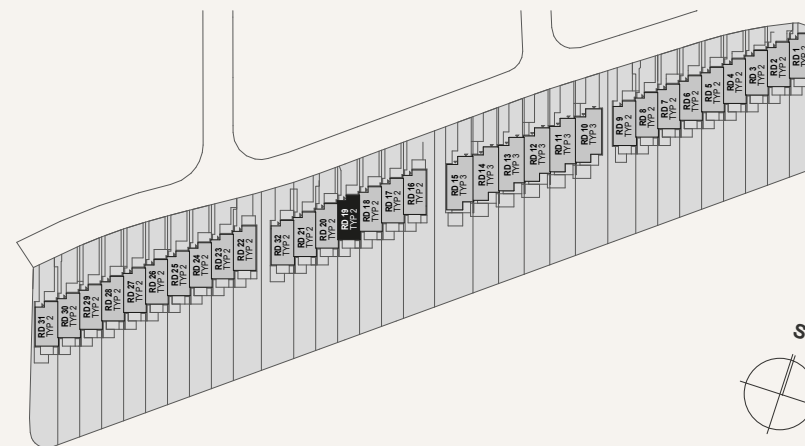 RD 31
TYP 2
RD 30
TYP 2
RD 29
TYP 2
RD 28
TYP 2
RD 27
TYP 2
RD 26
TYP 2
RD 25
TYP 2
RD 24
TYP 2
RD 23
TYP 2
RD 22
TYP 2
RD 32
TYP 2
RD 21
TYP 2
RD 20
TYP 2
RD 19
TYP 2
RD 18
TYP 2
RD 17
TYP 2
RD 16
TYP 2
RD 15
TYP 3
RD 14
TYP 3
RD 13
TYP 3
RD 12
TYP 3
RD 11
TYP 3
RD 10
TYP 3
RD 9
TYP 2
RD 8
TYP 2
RD 7
TYP 2
RD 6
TYP 2
RD 5
TYP 2
RD 4
TYP 2
RD 3
TYP 2
RD 2
TYP 2
RD 1
TYP 2
S